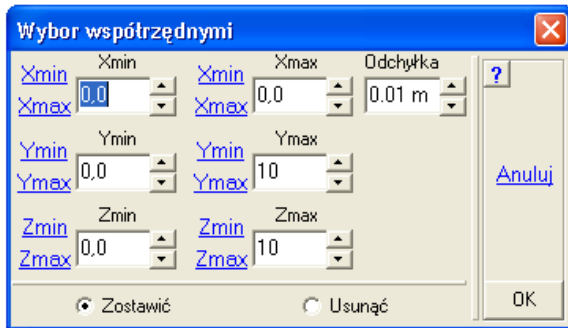 Wybor współrzędnymi
Xmin Xmax Odchyłka
Xmin Xmin ?
Xmax 0,0 Xmax 0,0 0.01 m
Ymin Ymax
Ymin Ymin
Ymax 0,0 Ymax 10 Anuluj
Zmin Zmax
Zmin Zmin
Zmax 0,0 Zmax 10
Zostawić Usunąć OK